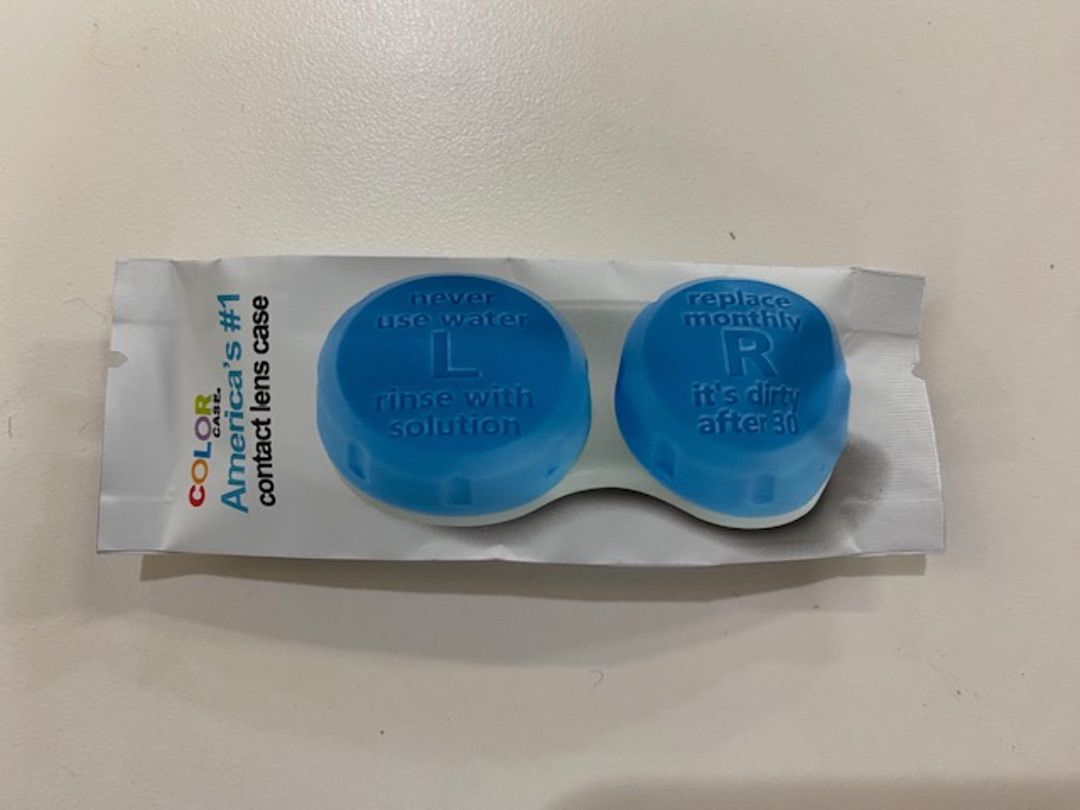 COLOR
CASE.
America's #1
contact lens case
never
use water
L
rinse with
solution
replace
monthly
R
it's dirty
after 30